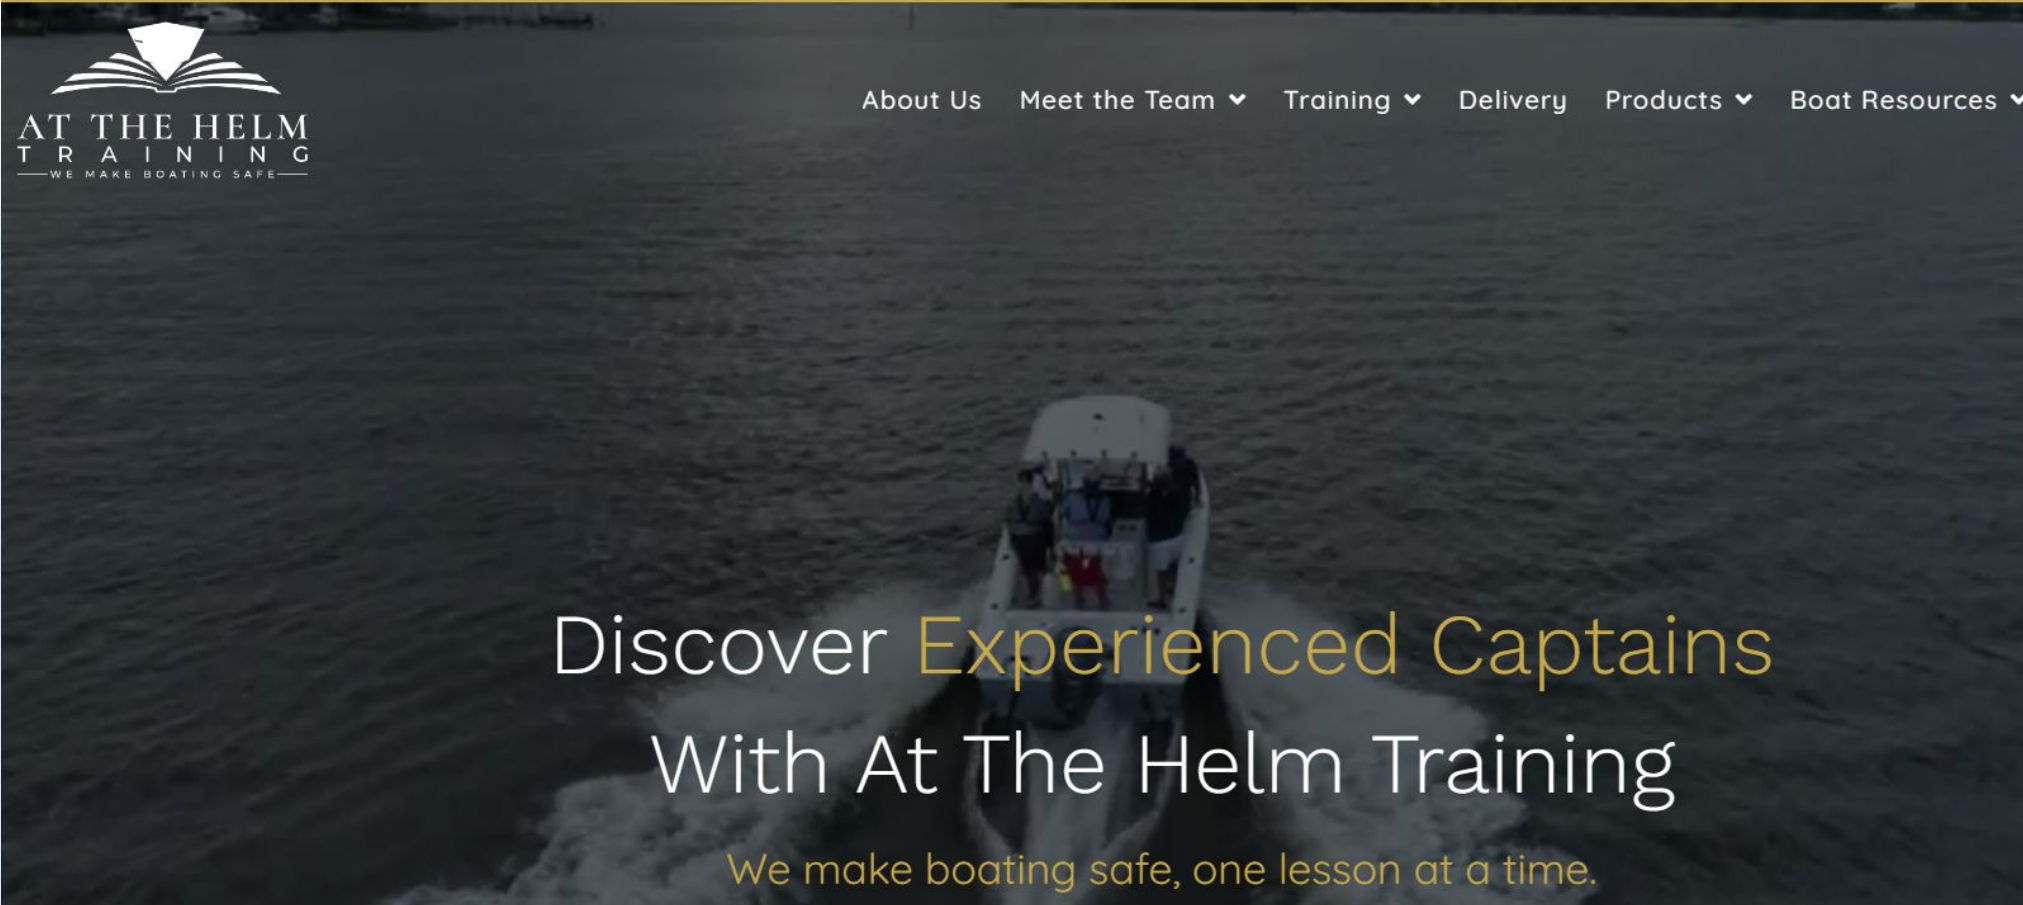 AT THE HELM
TRAINING
WE MAKE BOATING SAFE
About Us Meet the Team Training Delivery Products Boat Resources
Discover Experienced Captains
With At The Helm Training
We make boating safe, one lesson at a time.